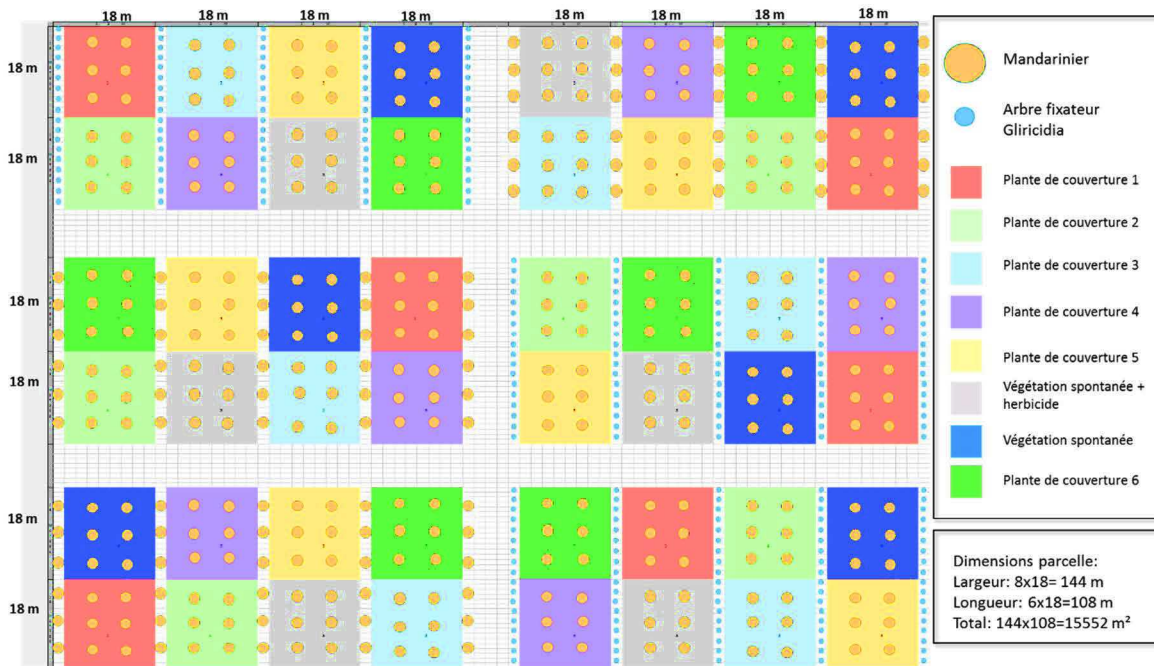 18 m 18 m 18 m 18 m 18 m 18 m 18 m 18 m
18 m
18 m
18 m
18 m
18 m
18 m
Mandarinier
Arbre fixateur
Gliricidia
Plante de couverture 1
Plante de couverture 2
Plante de couverture 3
Plante de couverture 4
Plante de couverture 5
Végétation spontanée +
herbicide
Végétation spontanée
Plante de couverture 6
Dimensions parcelle:
Largeur: 8x18= 144 m
Longueur: 6x18=108 m
Total: 144x108=15552 m²